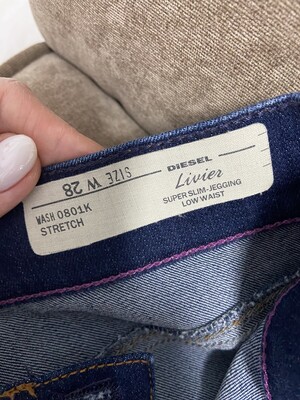 SIZE W 28
WASH 0801K
STRETCH
DIESEL
Livier
SUPER SLIM-JEGGING
LOW WAIST